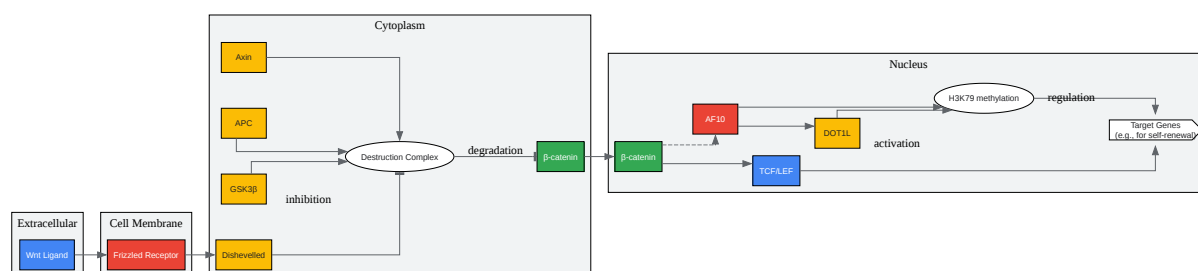 Cytoplasm
Axin
APC
GSK3β
Destruction Complex
degradation
β-catenin
inhibition
Extracellular
Wnt Ligand
Cell Membrane
Frizzled Receptor
Dishevelled
Nucleus
β-catenin
AF10
DOT1L
TCF/LEF
H3K79 methylation
activation
regulation
Target Genes
(e.g., for self-renewal)